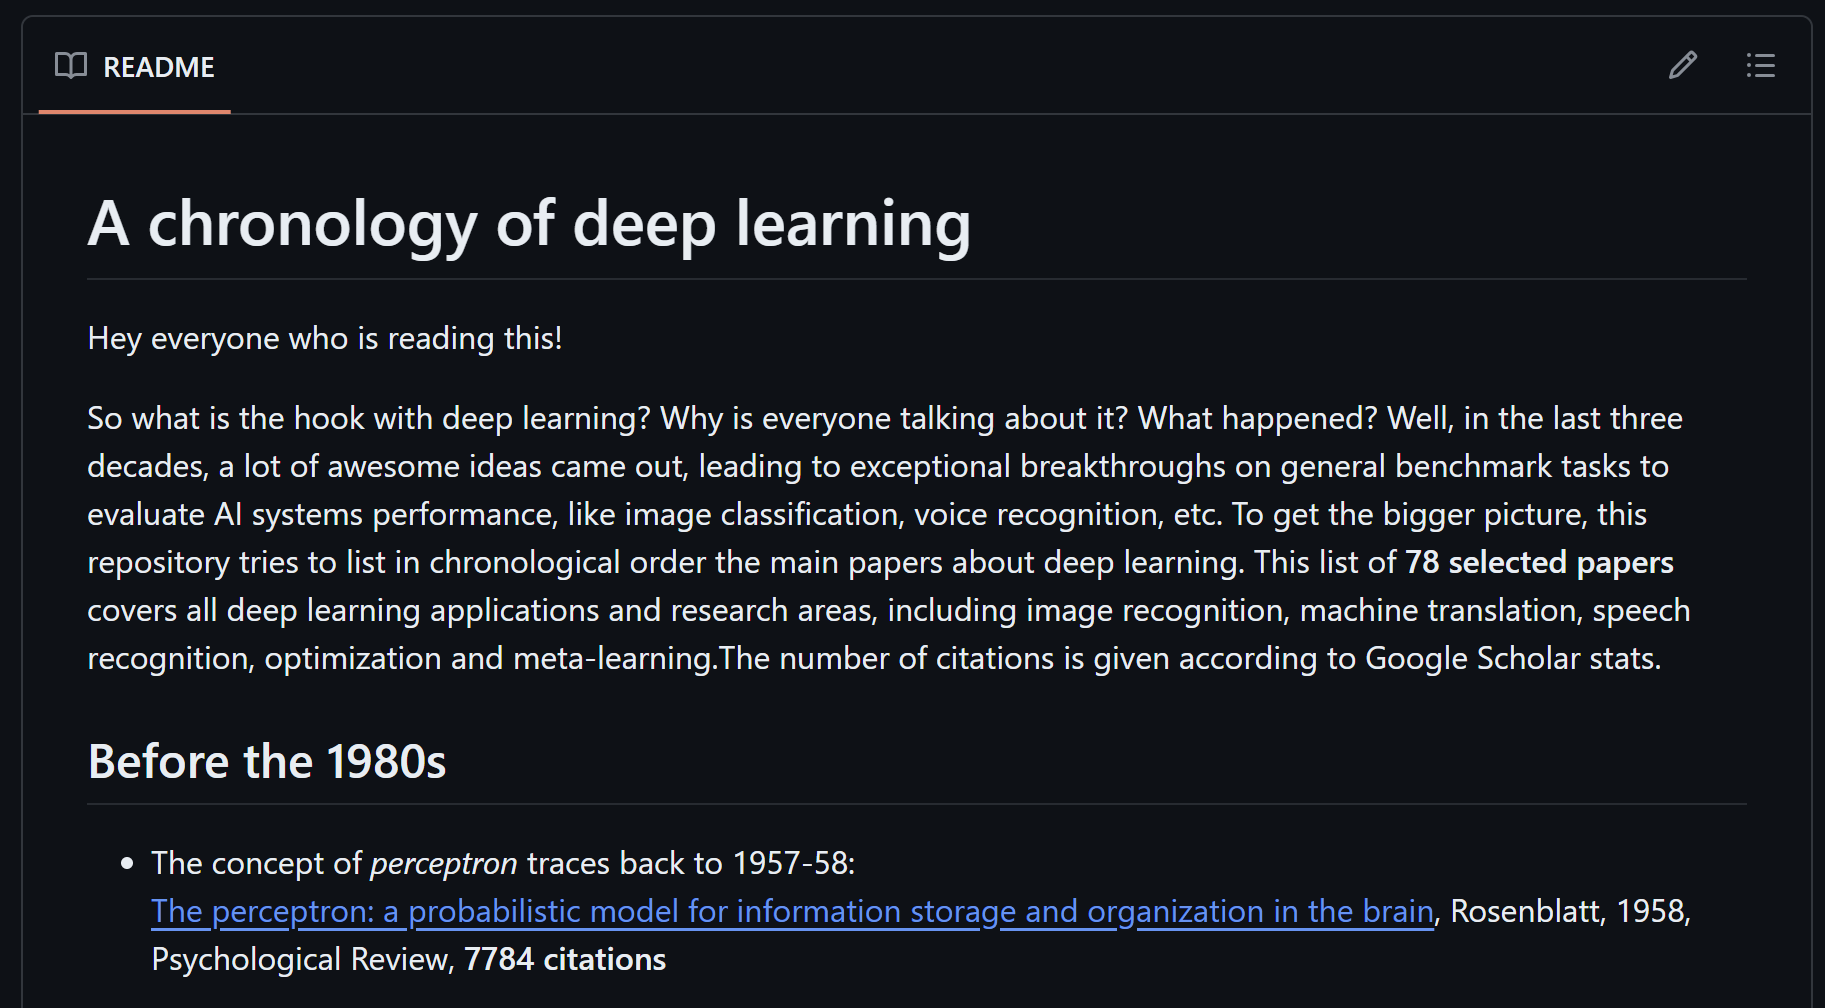 README
A chronology of deep learning
Hey everyone who is reading this!
So what is the hook with deep learning? Why is everyone talking about it? What happened? Well, in the last three
decades, a lot of awesome ideas came out, leading to exceptional breakthroughs on general benchmark tasks to
evaluate AI systems performance, like image classification, voice recognition, etc. To get the bigger picture, this
repository tries to list in chronological order the main papers about deep learning. This list of 78 selected papers
covers all deep learning applications and research areas, including image recognition, machine translation, speech
recognition, optimization and meta-learning.The number of citations is given according to Google Scholar stats.
Before the 1980s
The concept of perceptron traces back to 1957-58:
The perceptron: a probabilistic model for information storage and organization in the brain, Rosenblatt, 1958,
Psychological Review, 7784 citations